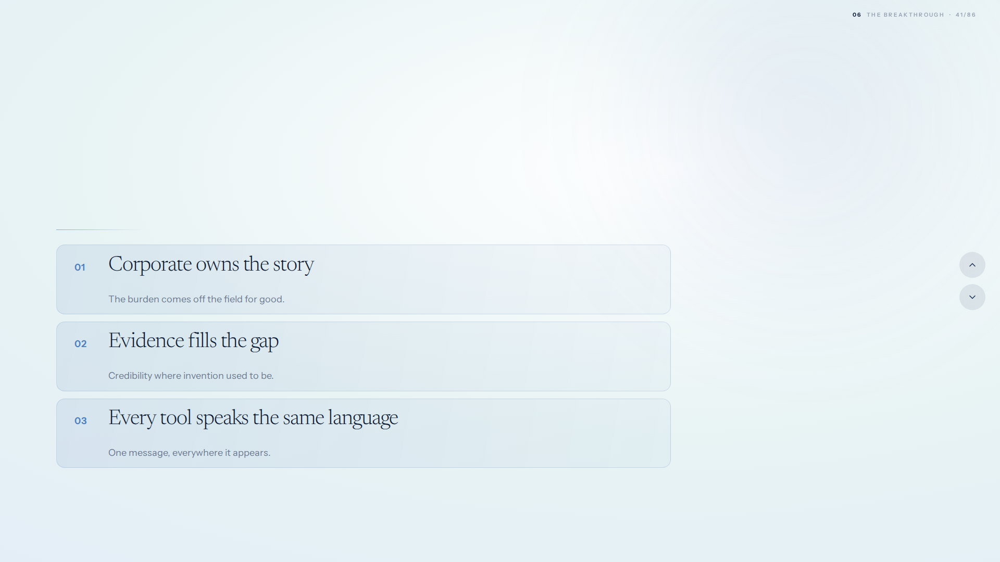 06 THE BREAKTHROUGH · 41/86
01 Corporate owns the story
The burden comes off the field for good.
02 Evidence fills the gap
Credibility where invention used to be.
03 Every tool speaks the same language
One message, everywhere it appears.